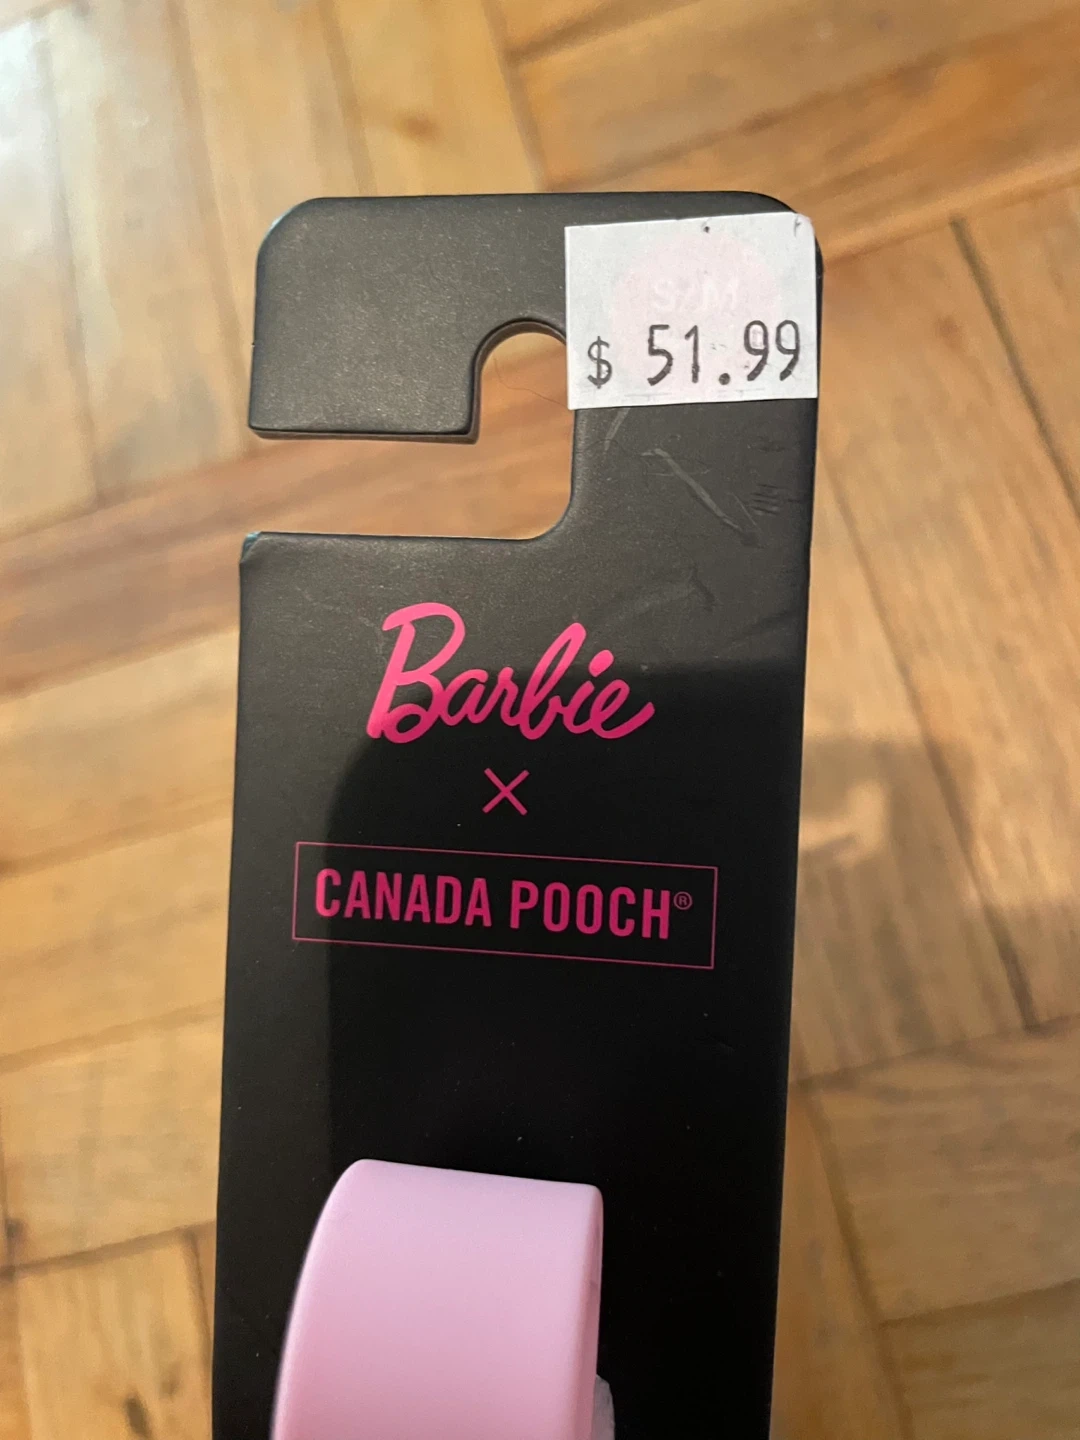 S/M
$ 51.99
Barbie
×
CANADA POOCH®